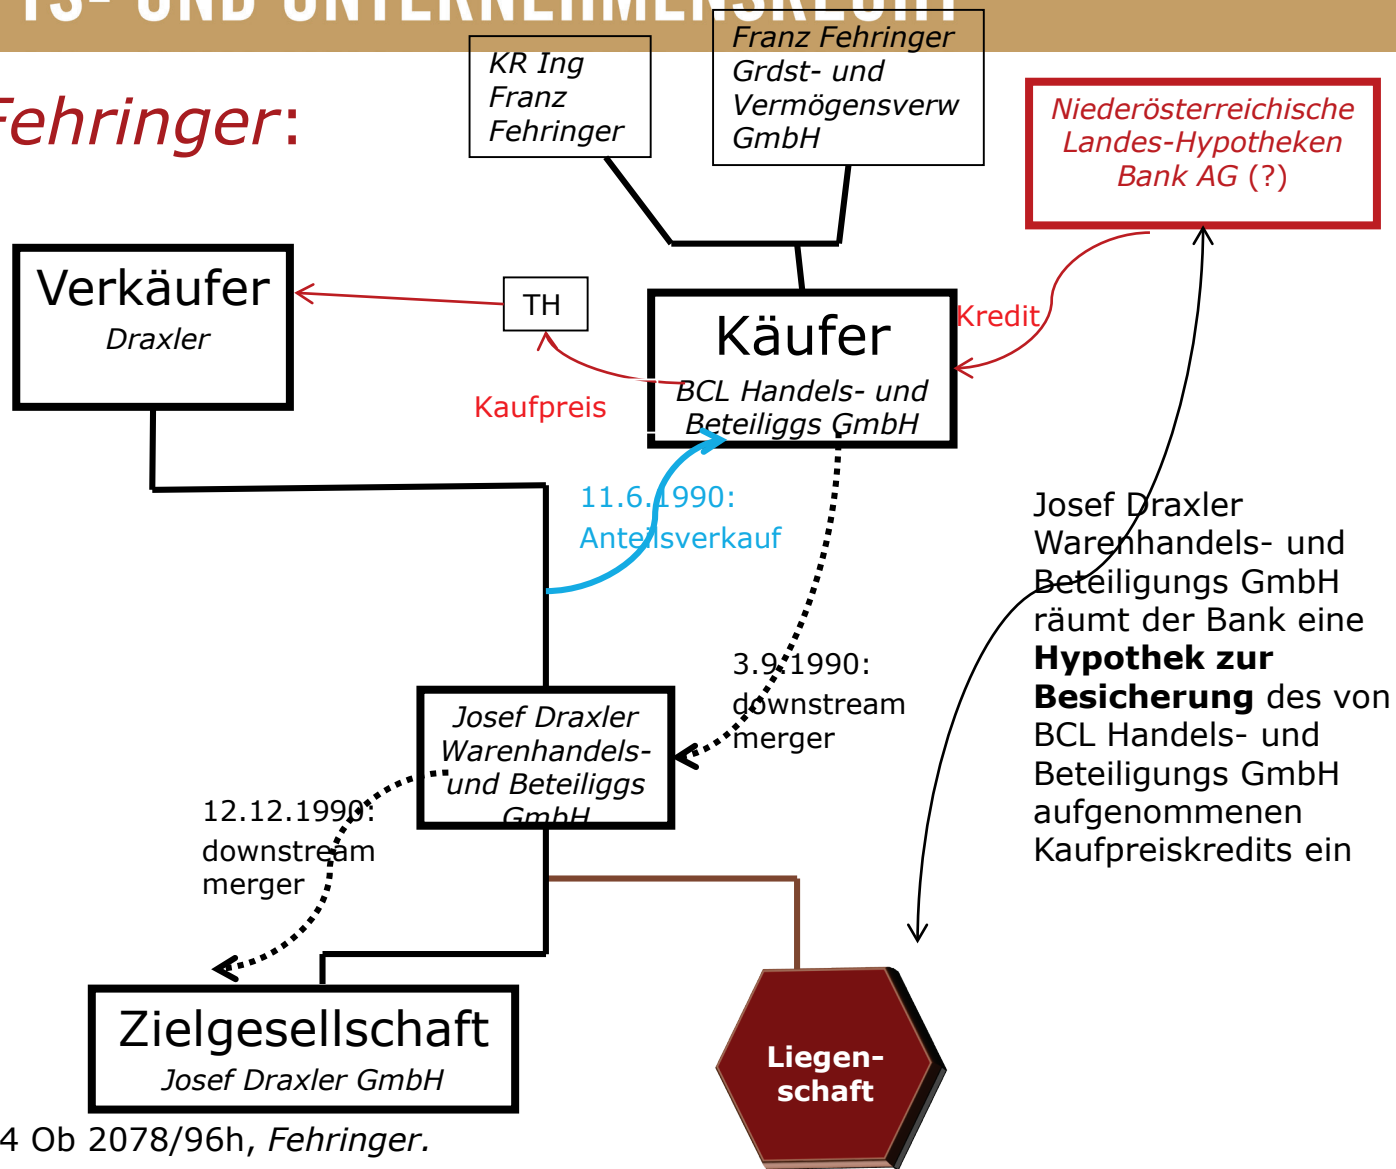 TS- UND UNTERNEHMENSRECHT
Fehringer:
KR Ing
Franz
Fehringer
Franz Fehringer
Grdst- und
Vermögensverw
GmbH
Niederösterreichische
Landes-Hypotheken
Bank AG (?)
Verkäufer
Draxler
TH
Kaufpreis
Käufer
BCL Handels- und
Beteiliggs GmbH
Kredit
11.6.1990:
Anteilsverkauf
Josef Draxler
Warenhandels- und
Beteiligungs GmbH
räumt der Bank eine
Hypothek zur
Besicherung des von
BCL Handels- und
Beteiligungs GmbH
aufgenommenen
Kaufpreiskredits ein
3.9.1990:
downstream
merger
Josef Draxler
Warenhandels-
und Beteiliggs
GmbH
12.12.1990:
downstream
merger
Zielgesellschaft
Josef Draxler GmbH
Liegen-
schaft
4 Ob 2078/96h, Fehringer.